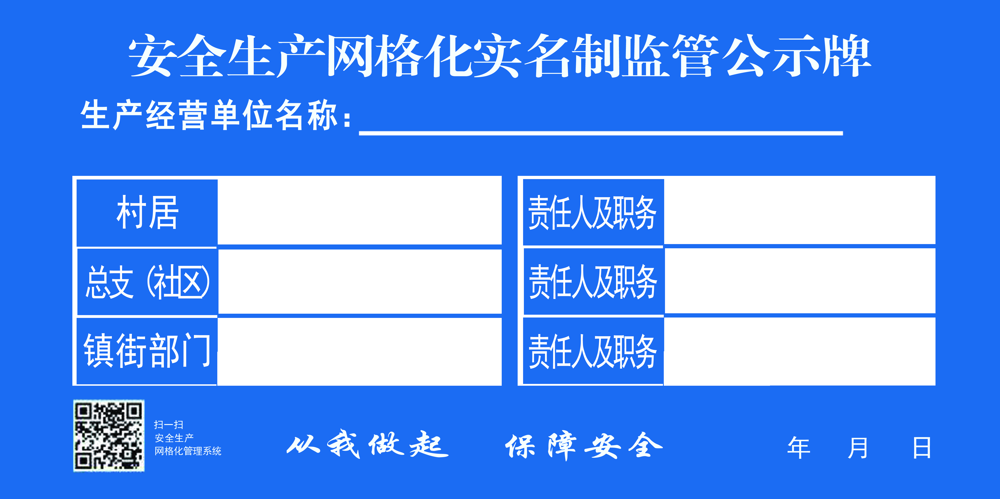 安全生产网格化实名制监管公示牌
生产经营单位名称：
村居 责任人及职务
总支（社区） 责任人及职务
镇街部门 责任人及职务
扫一扫
安全生产
网格化管理系统
从我做起 保障安全
年 月 日